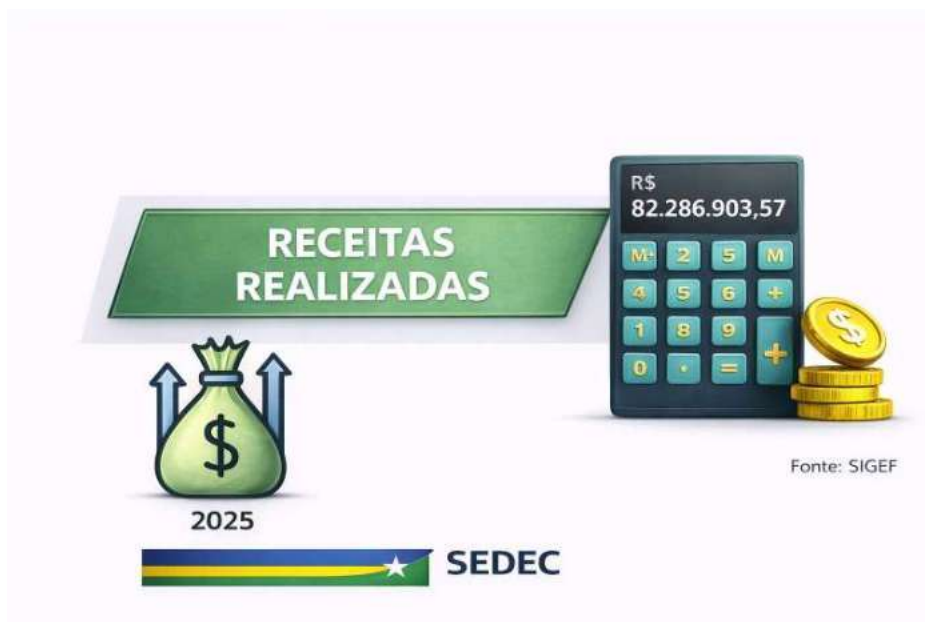 RECEITAS
REALIZADAS
R$
82.286.903,57
M+ 2 5 M
4 5 6 +
1 8 9
0 . = +
$
$
2025
Fonte: SIGEF
SEDEC